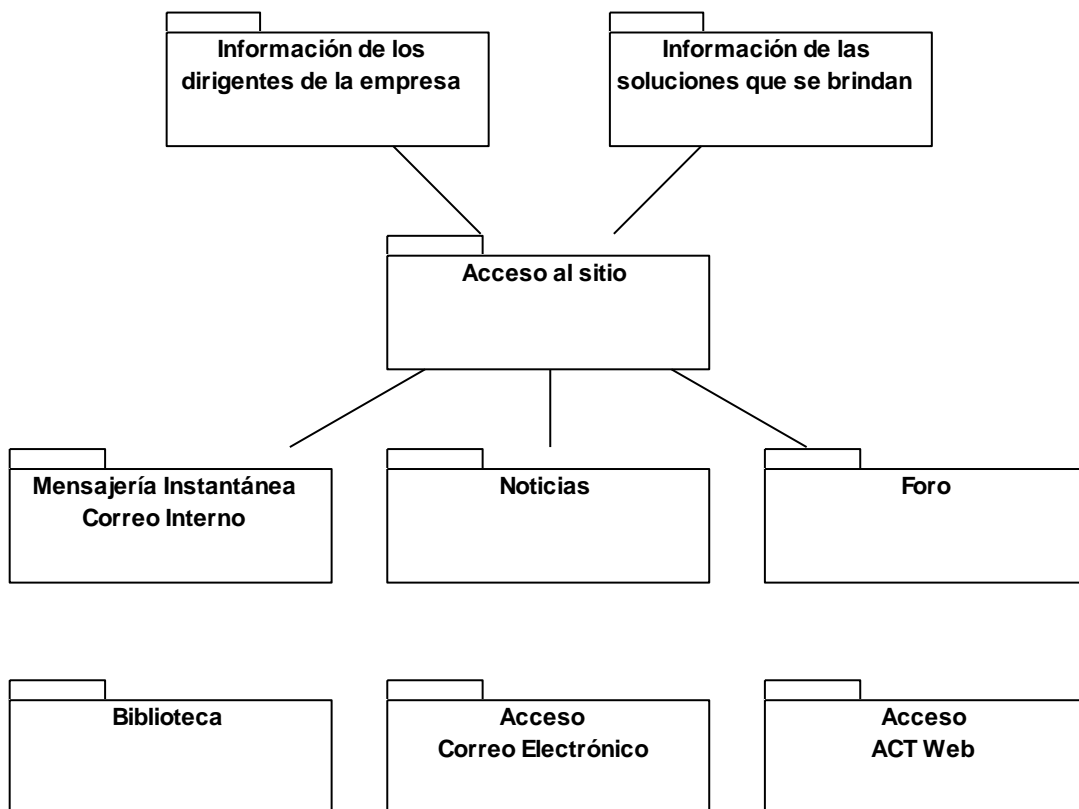 Información de los
dirigentes de la empresa
Información de las
soluciones que se brindan
Acceso al sitio
Mensajería Instantánea
Correo Interno
Noticias
Foro
Biblioteca
Acceso
Correo Electrónico
Acceso
ACT Web